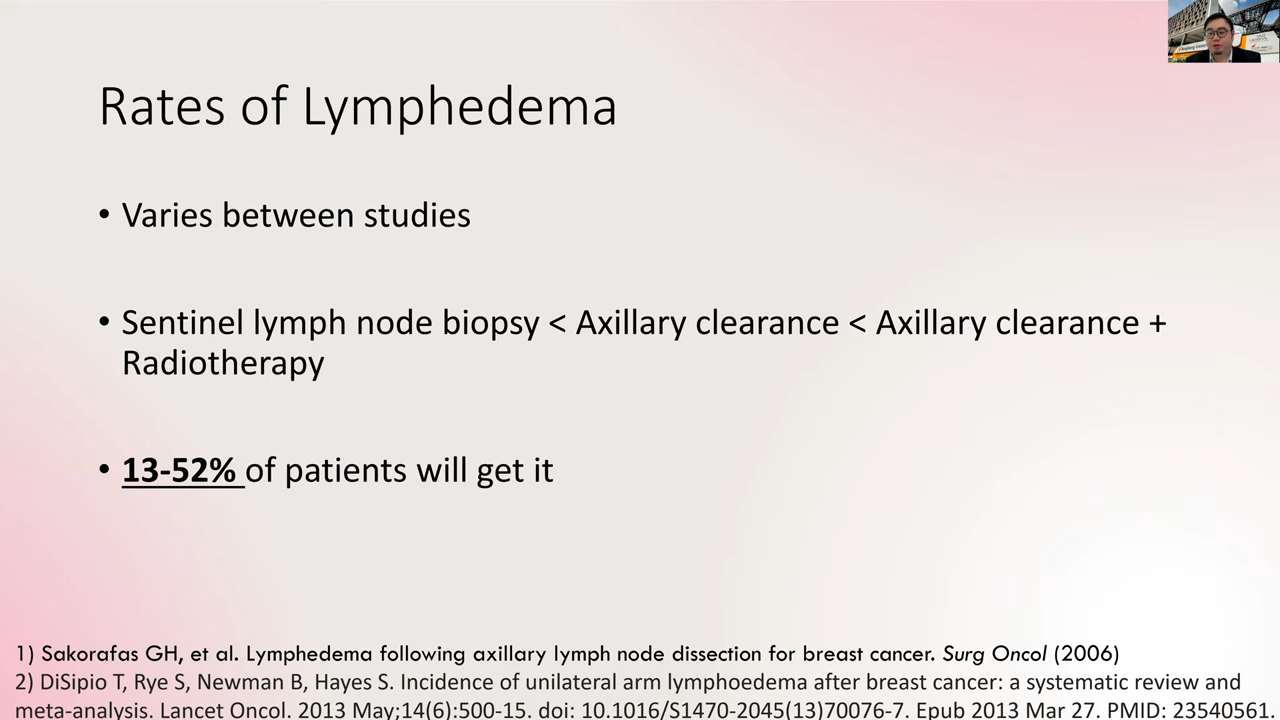 Rates of Lymphedema
• Varies between studies
• Sentinel lymph node biopsy < Axillary clearance < Axillary clearance +
Radiotherapy
• 13-52% of patients will get it
1) Sakorafas GH, et al. Lymphedema following axillary lymph node dissection for breast cancer. Surg Oncol (2006)
2) DiSipio T, Rye S, Newman B, Hayes S. Incidence of unilateral arm lymphoedema after breast cancer: a systematic review and
meta-analysis. Lancet Oncol. 2013 May;14(6):500-15. doi: 10.1016/S1470-2045(13)70076-7. Epub 2013 Mar 27. PMID: 23540561.